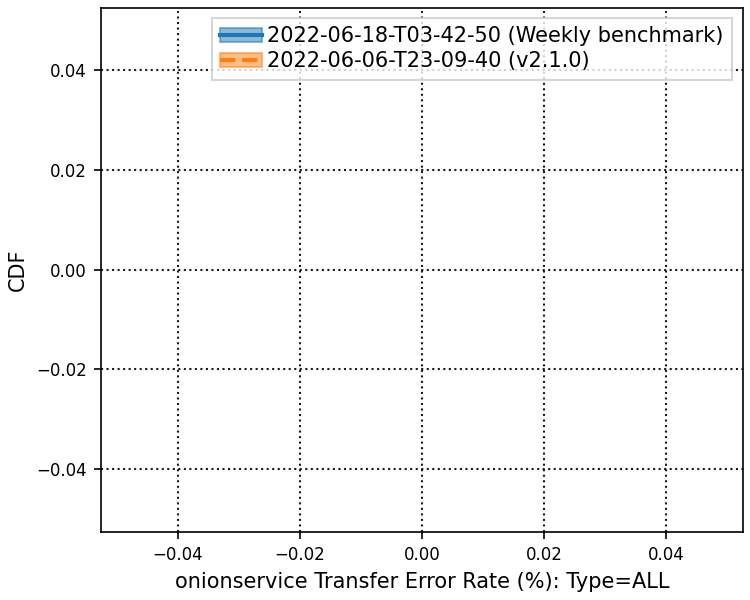 2022-06-18-T03-42-50 (Weekly benchmark)
2022-06-06-T23-09-40 (v2.1.0)
CDF
0.04
0.02
0.00
−0.02
−0.04
−0.04 −0.02 0.00 0.02 0.04
onionservice Transfer Error Rate (%): Type=ALL